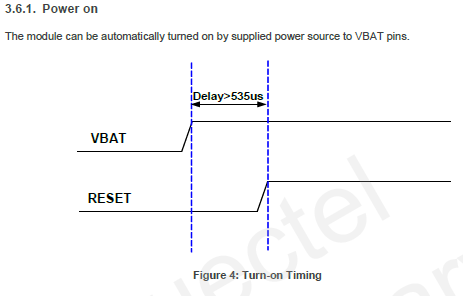 3.6.1. Power on
The module can be automatically turned on by supplied power source to VBAT pins.
Delay>535us
VBAT
RESET
Figure 4: Turn-on Timing